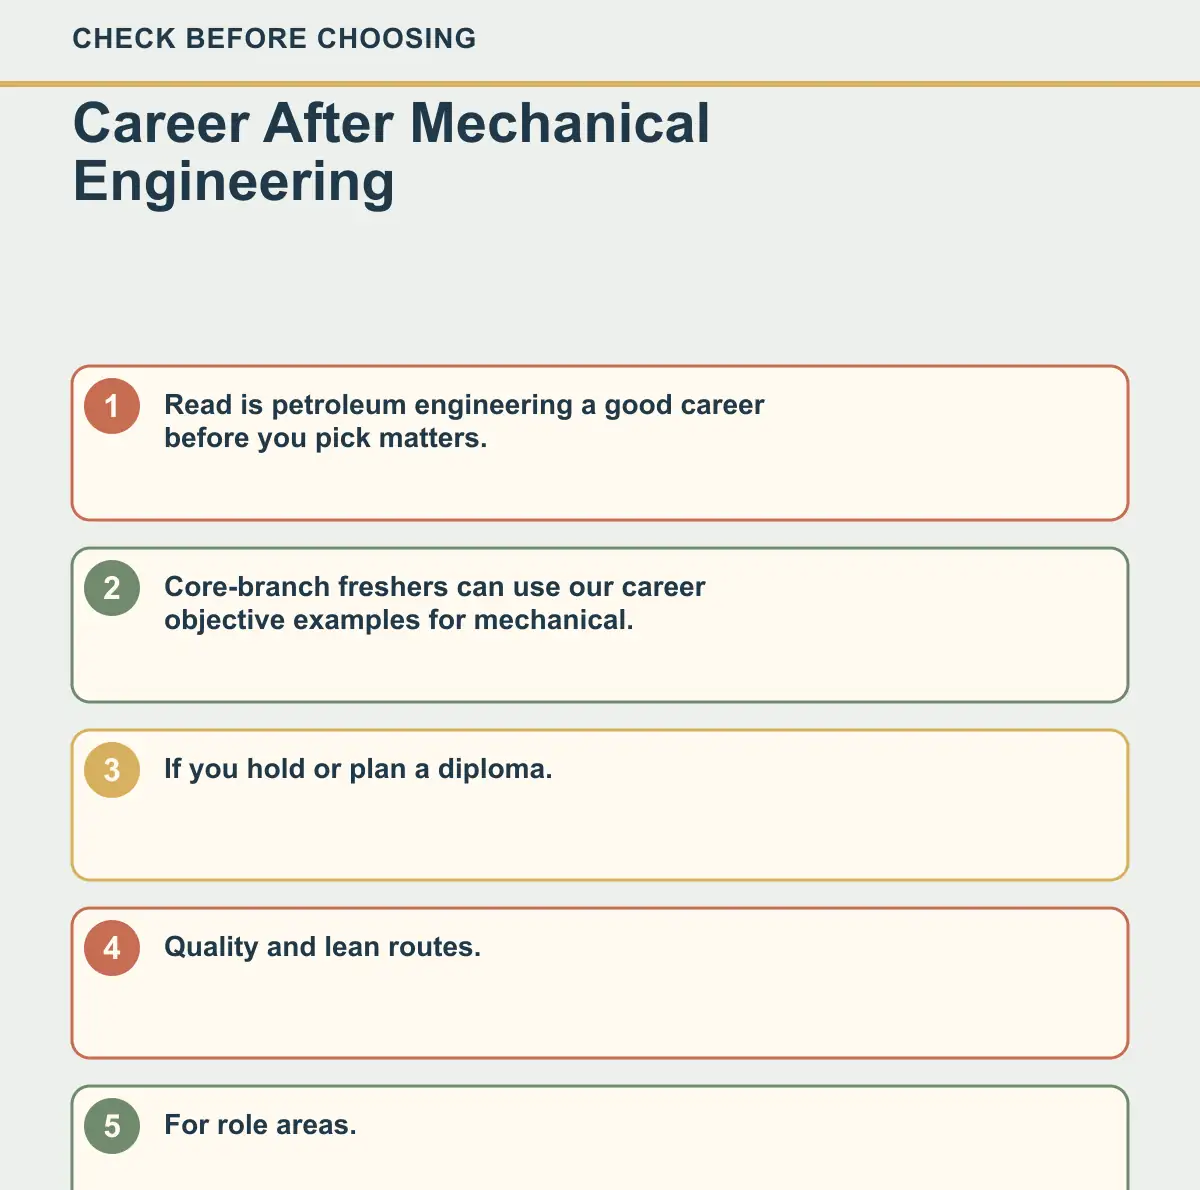 CHECK BEFORE CHOOSING
Career After Mechanical
Engineering
1
Read is petroleum engineering a good career
before you pick matters.
2
Core-branch freshers can use our career
objective examples for mechanical.
3
If you hold or plan a diploma.
4
Quality and lean routes.
5
For role areas.